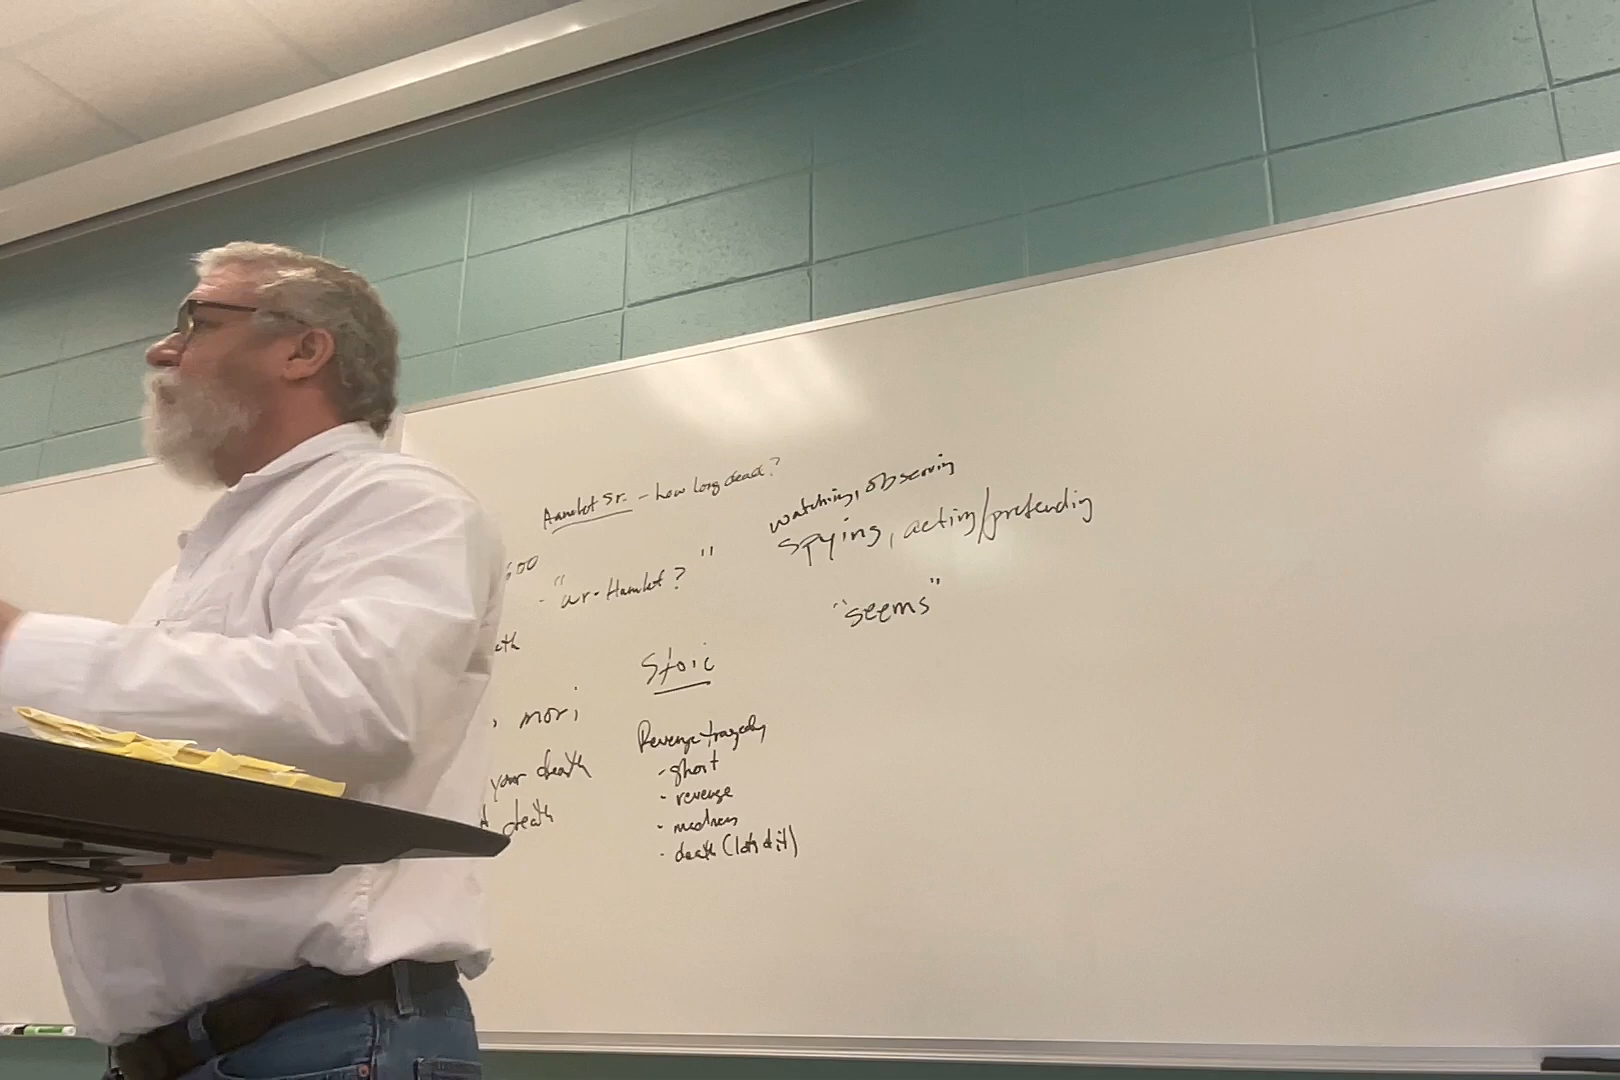 Hamlet Sr. - how long dead?
watching, observing
spying, acting/pretending
600
- "ur-Hamlet?"
"seems"
Stoic
mori
Revenge tragedy
your death
- ghost
- revenge
death
- madness
- death (lots of it)